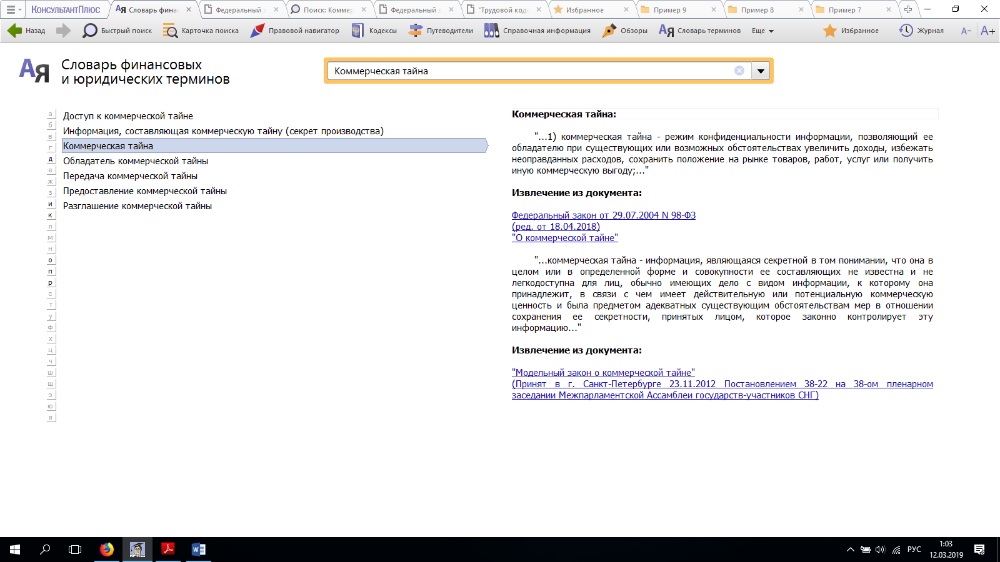 КонсультантПлюс
Словарь фина
Федеральный з
Поиск: Коммер
Федеральный з
"Трудовой коде
Избранное
Пример 9
Пример 8
Пример 7
Назад
Быстрый поиск
Карточка поиска
Правовой навигатор
Кодексы
Путеводители
Справочная информация
Обзоры
Словарь терминов
Еще
Избранное
Журнал
А−
А+
Ая
Словарь финансовых
и юридических терминов
Коммерческая тайна
а
б
в
г
д
е
ж
з
и
к
л
м
н
о
п
р
с
т
у
ф
х
ц
ч
ш
щ
э
ю
я
Доступ к коммерческой тайне
Информация, составляющая коммерческую тайну (секрет производства)
Коммерческая тайна
Обладатель коммерческой тайны
Передача коммерческой тайны
Предоставление коммерческой тайны
Разглашение коммерческой тайны
Коммерческая тайна:
"...1) коммерческая тайна - режим конфиденциальности информации, позволяющий ее
обладателю при существующих или возможных обстоятельствах увеличить доходы, избежать
неоправданных расходов, сохранить положение на рынке товаров, работ, услуг или получить
иную коммерческую выгоду;..."
Извлечение из документа:
Федеральный закон от 29.07.2004 N 98-ФЗ
(ред. от 18.04.2018)
"О коммерческой тайне"
"...коммерческая тайна - информация, являющаяся секретной в том понимании, что она в
целом или в определенной форме и совокупности ее составляющих не известна и не
легкодоступна для лиц, обычно имеющих дело с видом информации, к которому она
принадлежит, в связи с чем имеет действительную или потенциальную коммерческую
ценность и была предметом адекватных существующим обстоятельствам мер в отношении
сохранения ее секретности, принятых лицом, которое законно контролирует эту
информацию..."
Извлечение из документа:
"Модельный закон о коммерческой тайне"
(Принят в г. Санкт-Петербурге 23.11.2012 Постановлением 38-22 на 38-ом пленарном
заседании Межпарламентской Ассамблеи государств-участников СНГ)
РУС
1:03
12.03.2019